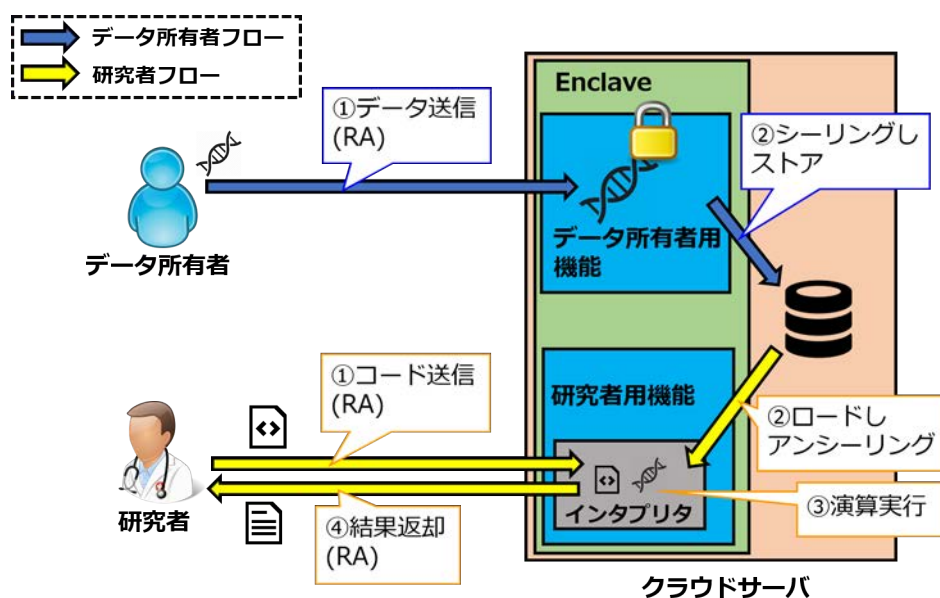 データ所有者フロー
研究者フロー
①データ送信
(RA)
Enclave
②シーリングし
ストア
データ所有者用
機能
データ所有者
①コード送信
(RA)
研究者用機能
②ロードし
アンシーリング
インタプリタ
③演算実行
研究者
④結果返却
(RA)
クラウドサーバ